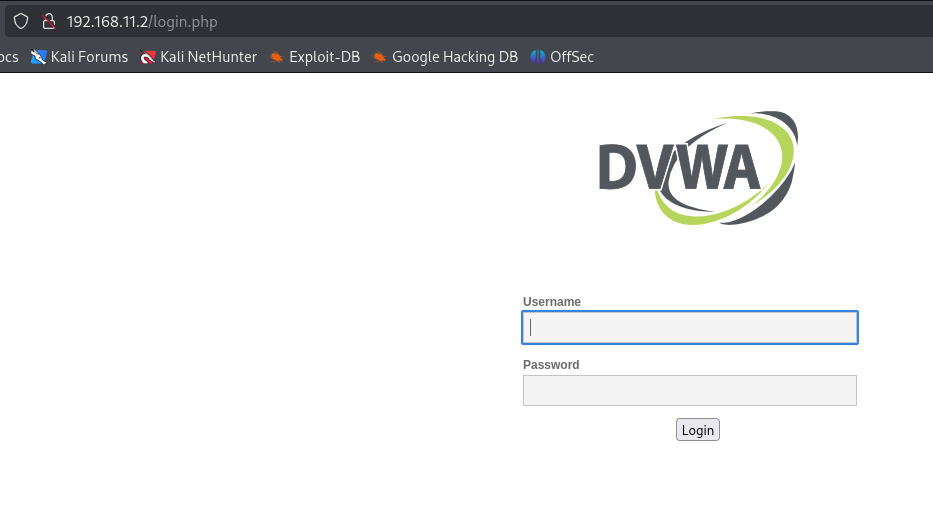 192.168.11.2/login.php
ocs Kali Forums Kali NetHunter Exploit-DB Google Hacking DB OffSec
DVWA
Username
Password
Login